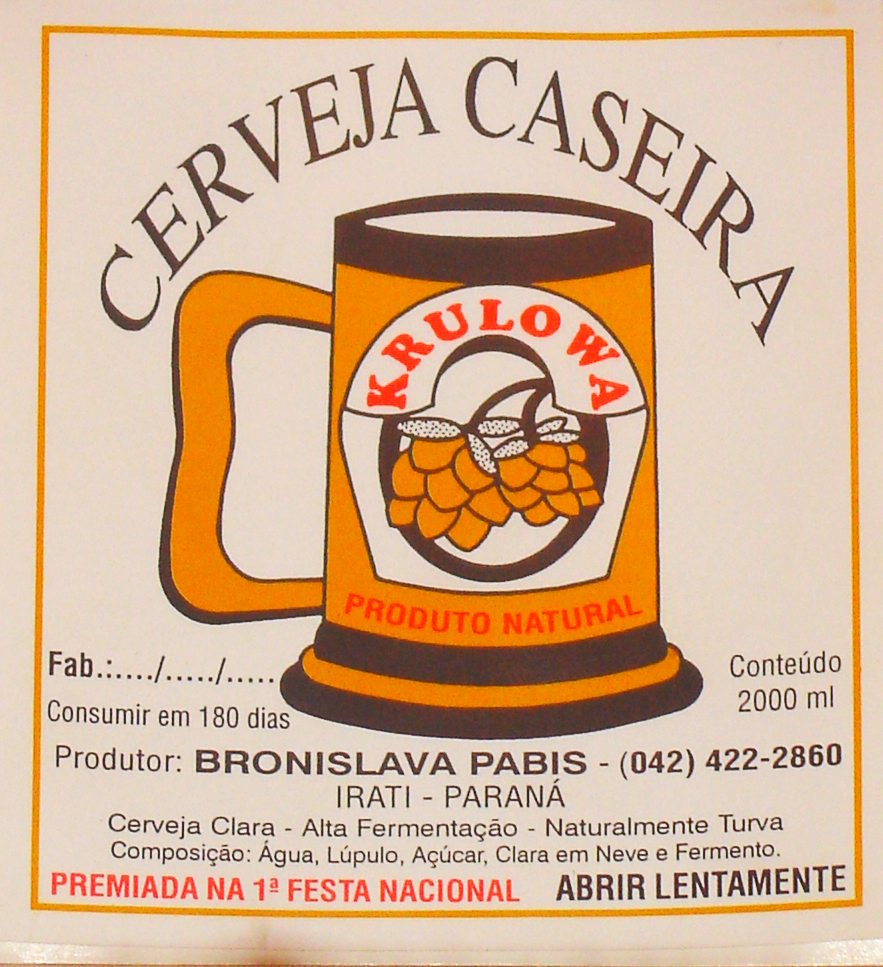 CERVEJA CASEIRA
KRULOWA
PRODUTO NATURAL
Fab.:..../...../.....
Consumir em 180 dias
Conteúdo
2000 ml
Produtor: BRONISLAVA PABIS - (042) 422-2860
IRATI - PARANÁ
Cerveja Clara - Alta Fermentação - Naturalmente Turva
Composição: Água, Lúpulo, Açúcar, Clara em Neve e Fermento.
PREMIADA NA 1ª FESTA NACIONAL
ABRIR LENTAMENTE